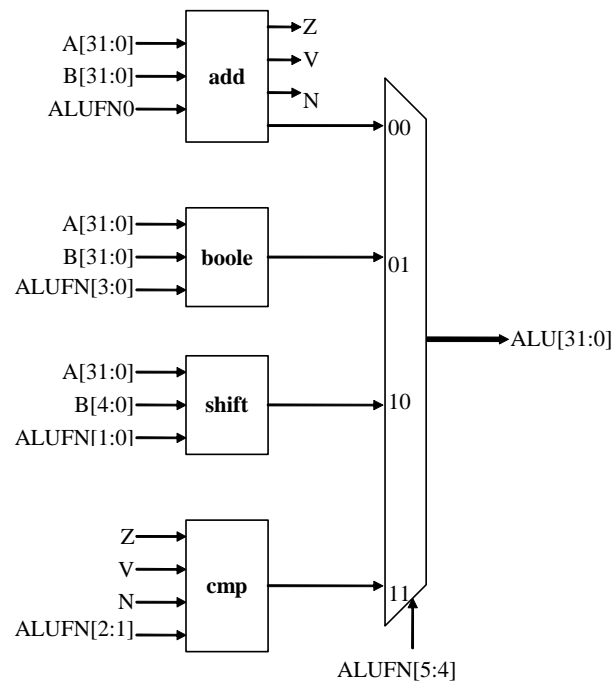 A[31:0]
B[31:0]
ALUFN0
add
Z
V
N
00
A[31:0]
B[31:0]
ALUFN[3:0]
boole
01
ALU[31:0]
A[31:0]
B[4:0]
ALUFN[1:0]
shift
10
Z
V
N
ALUFN[2:1]
cmp
11
ALUFN[5:4]